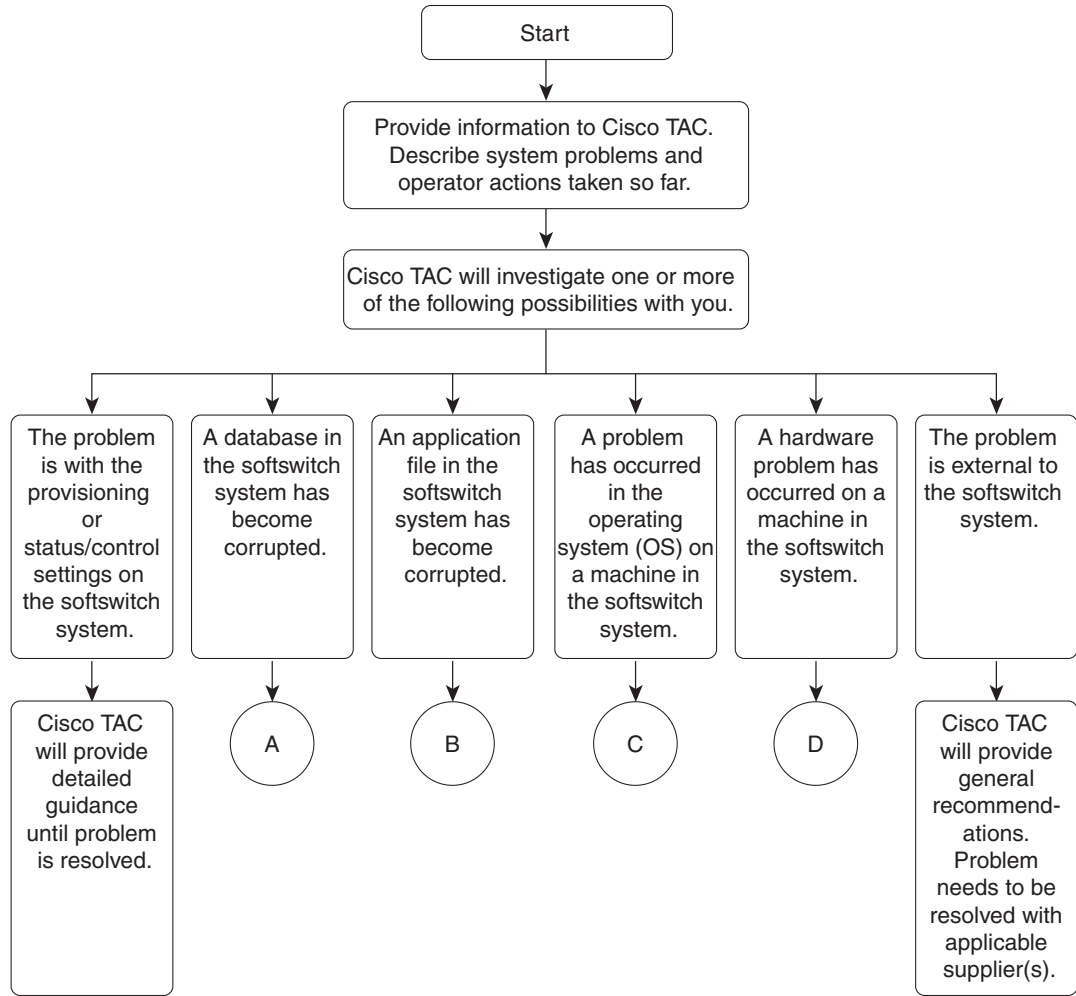 Start
Provide information to Cisco TAC.
Describe system problems and
operator actions taken so far.
Cisco TAC will investigate one or more
of the following possibilities with you.
The problem
is with the
provisioning
or
status/control
settings on
the softswitch
system.
A database in
the softswitch
system has
become
corrupted.
An application
file in the
softswitch
system has
become
corrupted.
A problem
has occurred
in the
operating
system (OS) on
a machine in
the softswitch
system.
A hardware
problem has
occurred on a
machine in
the softswitch
system.
The problem
is external to
the softswitch
system.
Cisco TAC
will provide
detailed
guidance
until problem
is resolved.
A
B
C
D
Cisco TAC
will provide
general
recommend-
ations.
Problem
needs to be
resolved with
applicable
supplier(s).